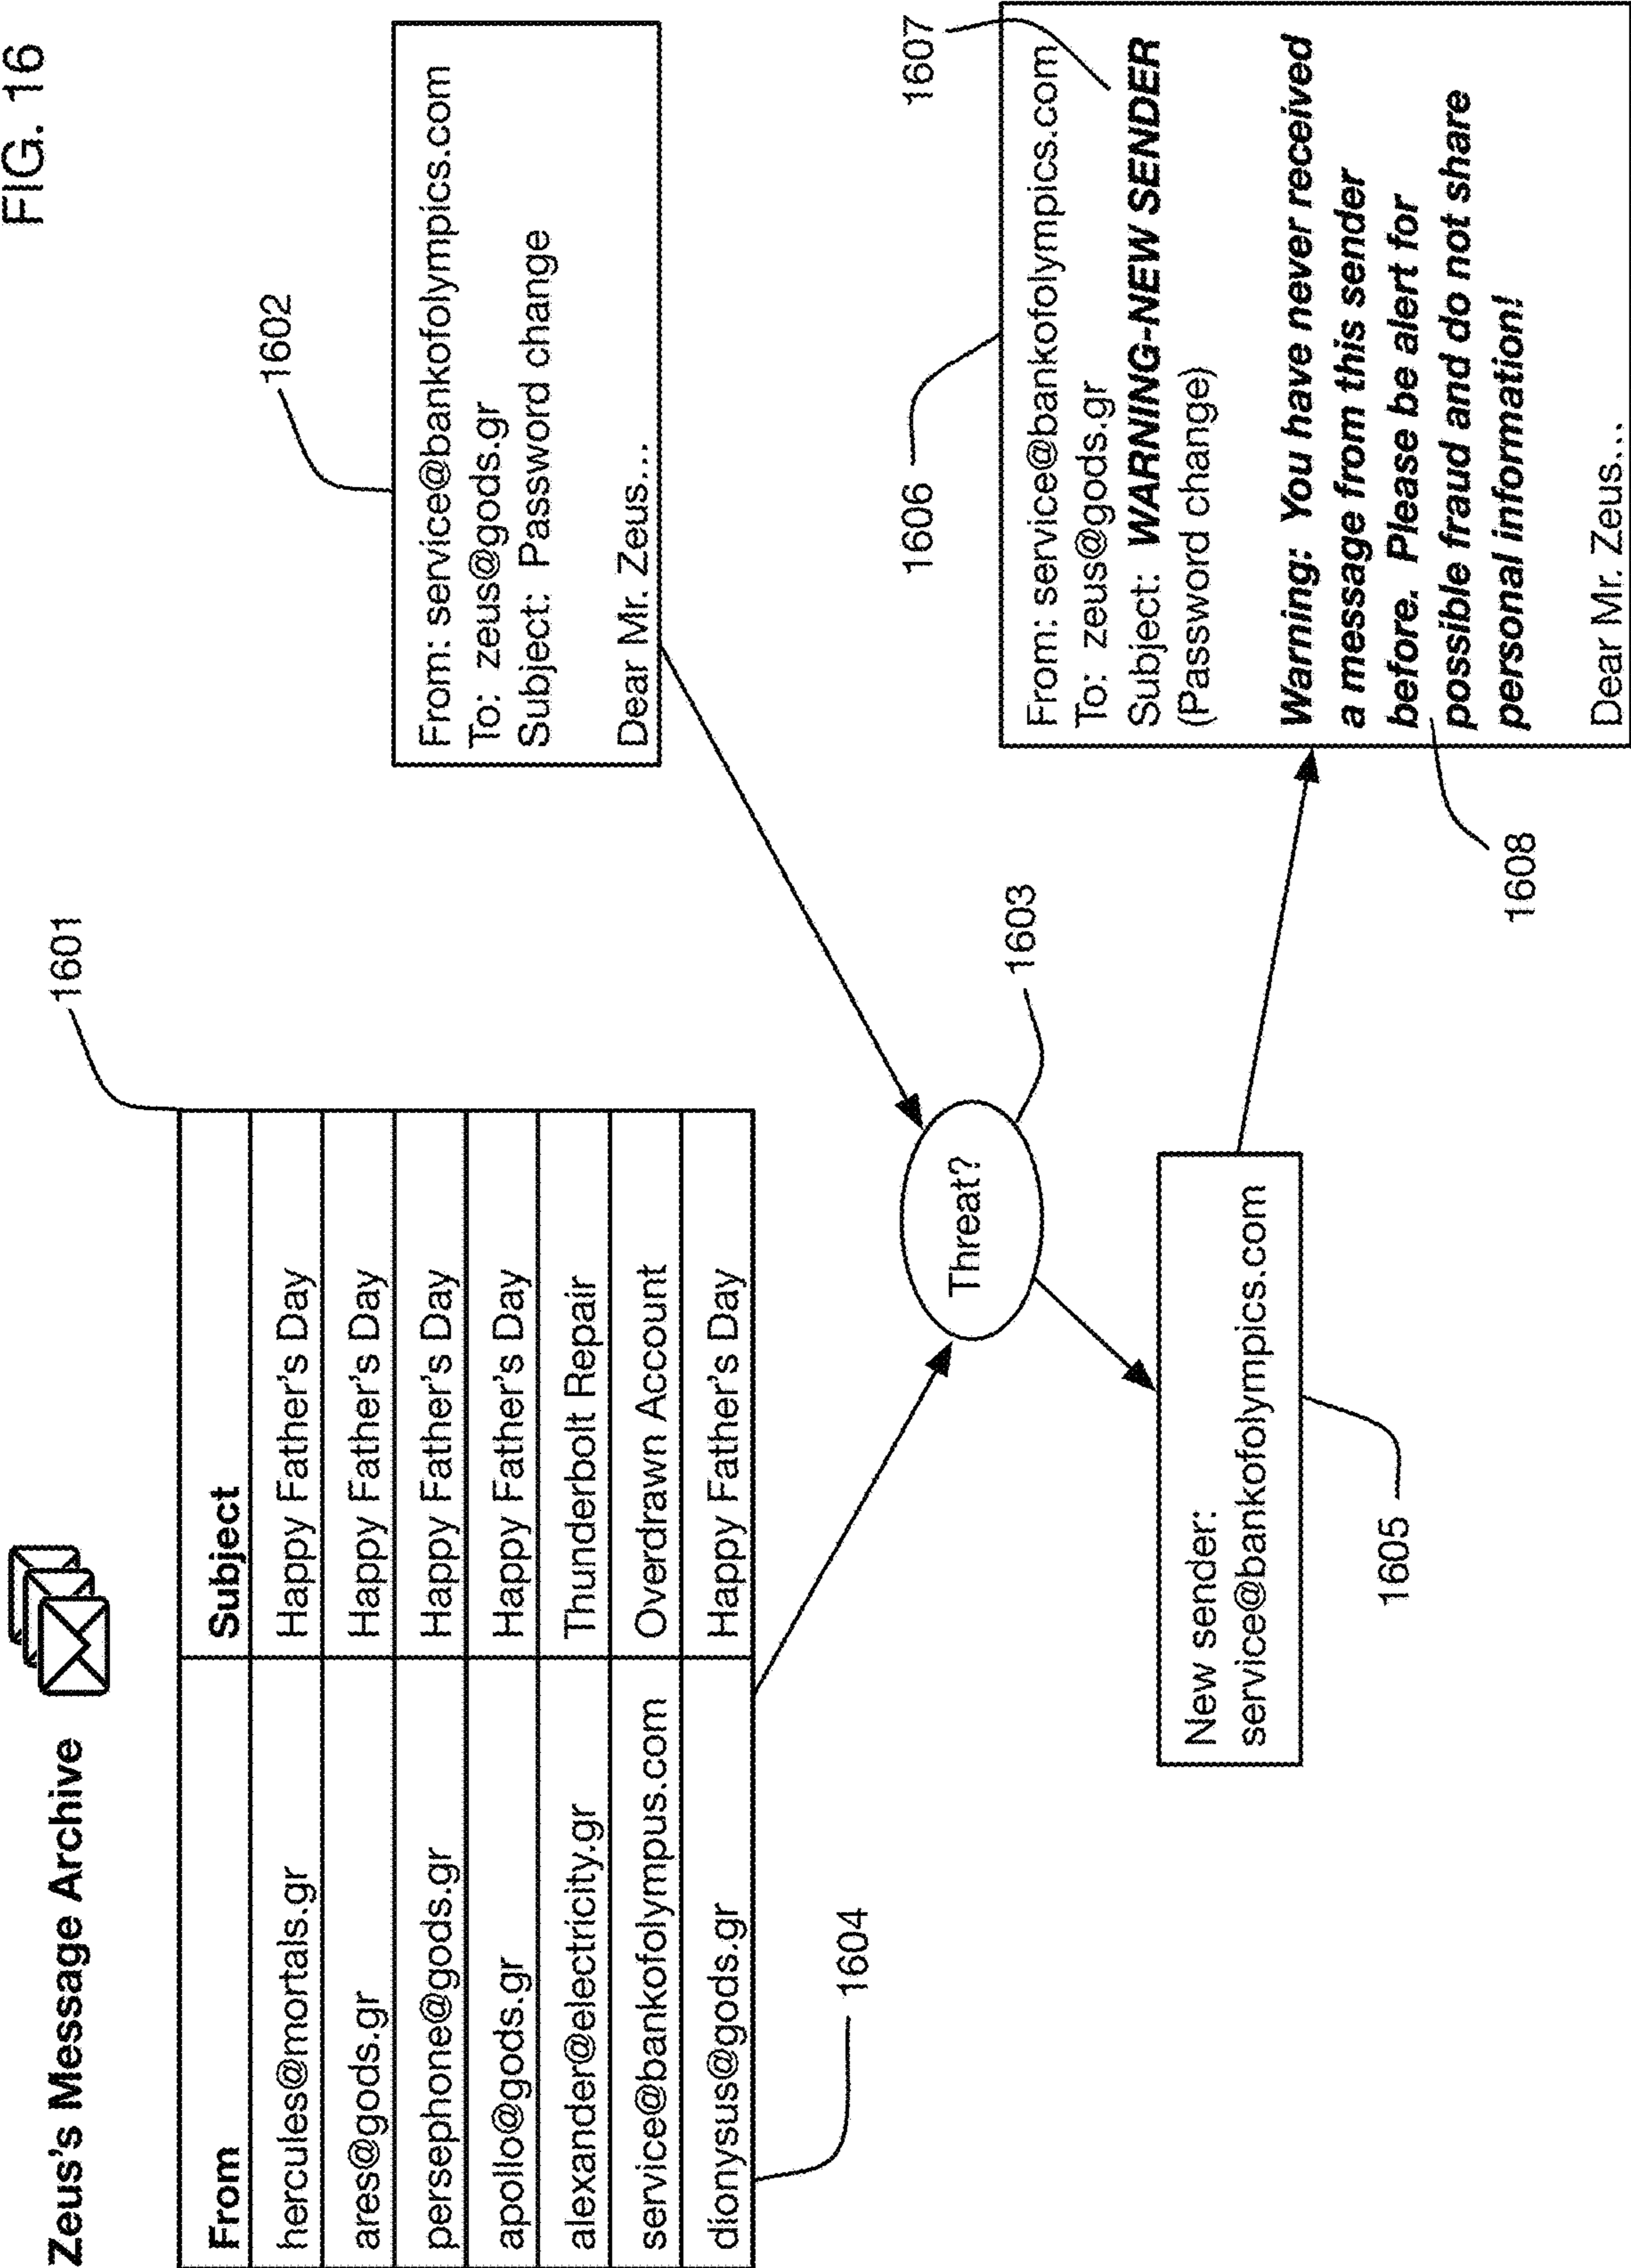 FIG. 16
Zeus's Message Archive
1601
From Subject
hercules@mortals.gr Happy Father's Day
ares@gods.gr Happy Father's Day
persephone@gods.gr Happy Father's Day
apollo@gods.gr Happy Father's Day
alexander@electricity.gr Thunderbolt Repair
service@bankofolympus.com Overdrawn Account
dionysus@gods.gr Happy Father's Day
1604
1602
From: service@bankofolympics.com
To: zeus@gods.gr
Subject: Password change
Dear Mr. Zeus...
Threat?
1603
New sender:
service@bankofolympics.com
1605
1606
1607
From: service@bankofolympics.com
To: zeus@gods.gr
Subject: WARNING-NEW SENDER
(Password change)
Warning: You have never received
a message from this sender
before. Please be alert for
possible fraud and do not share
personal information!
Dear Mr. Zeus...
1608